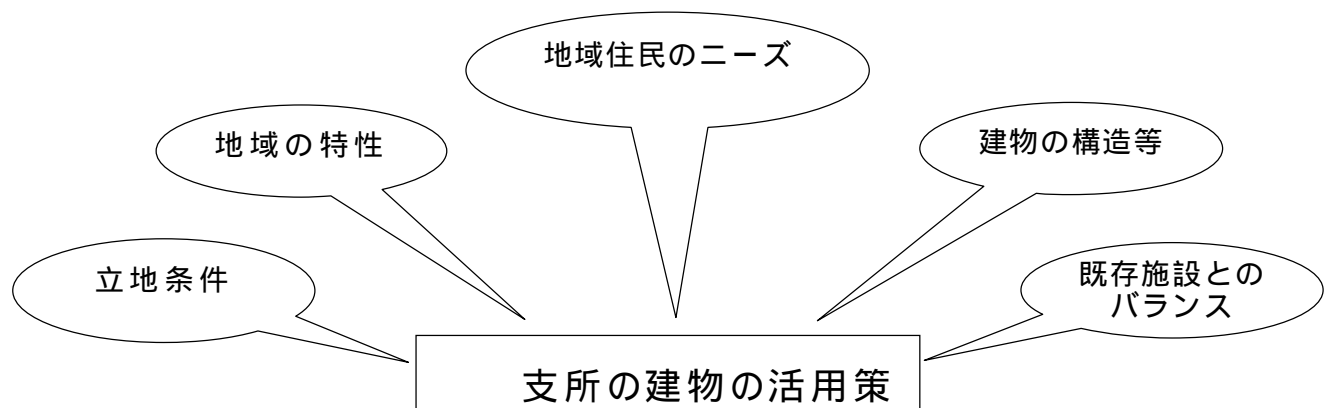 地域住民のニーズ
地域の特性
建物の構造等
立地条件
既存施設との
バランス
支所の建物の活用策